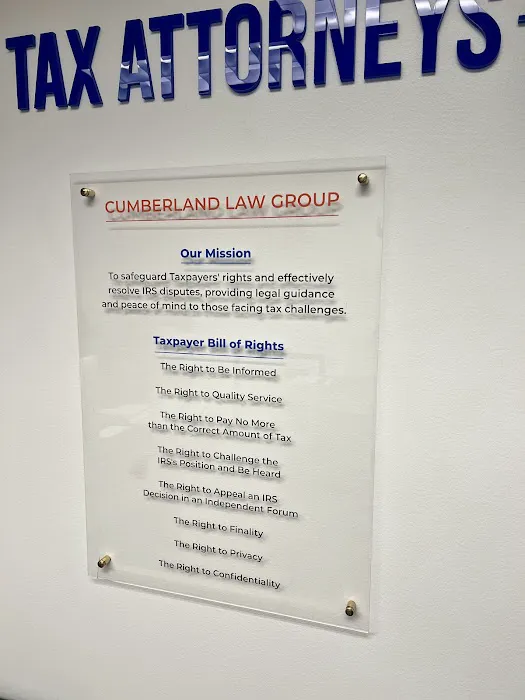 TAX ATTORNEYS
CUMBERLAND LAW GROUP
Our Mission
To safeguard Taxpayers' rights and effectively
resolve IRS disputes, providing legal guidance
and peace of mind to those facing tax challenges.
Taxpayer Bill of Rights
The Right to Be Informed
The Right to Quality Service
The Right to Pay No More
than the Correct Amount of Tax
The Right to Challenge the
IRS's Position and Be Heard
The Right to Appeal an IRS
Decision in an Independent Forum
The Right to Finality
The Right to Privacy
The Right to Confidentiality